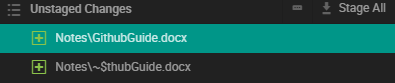 Unstaged Changes
Stage All
Notes\GithubGuide.docx
Notes\~$thubGuide.docx